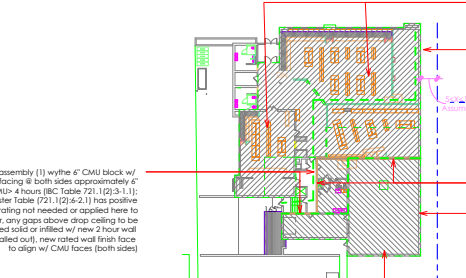 assembly (1) wythe 6" CMU block w/
facing @ both sides approximately 6"
MU> 4 hours (IBC Table 721.1(2):3-1.1);
ster Table (721.1(2):6-2.1) has positive
rating not needed or applied here to
r, any gaps above drop ceiling to be
ed solid or infilled w/ new 2 hour wall
alled out), new rated wall finish face
to align w/ CMU faces (both sides)
Assum